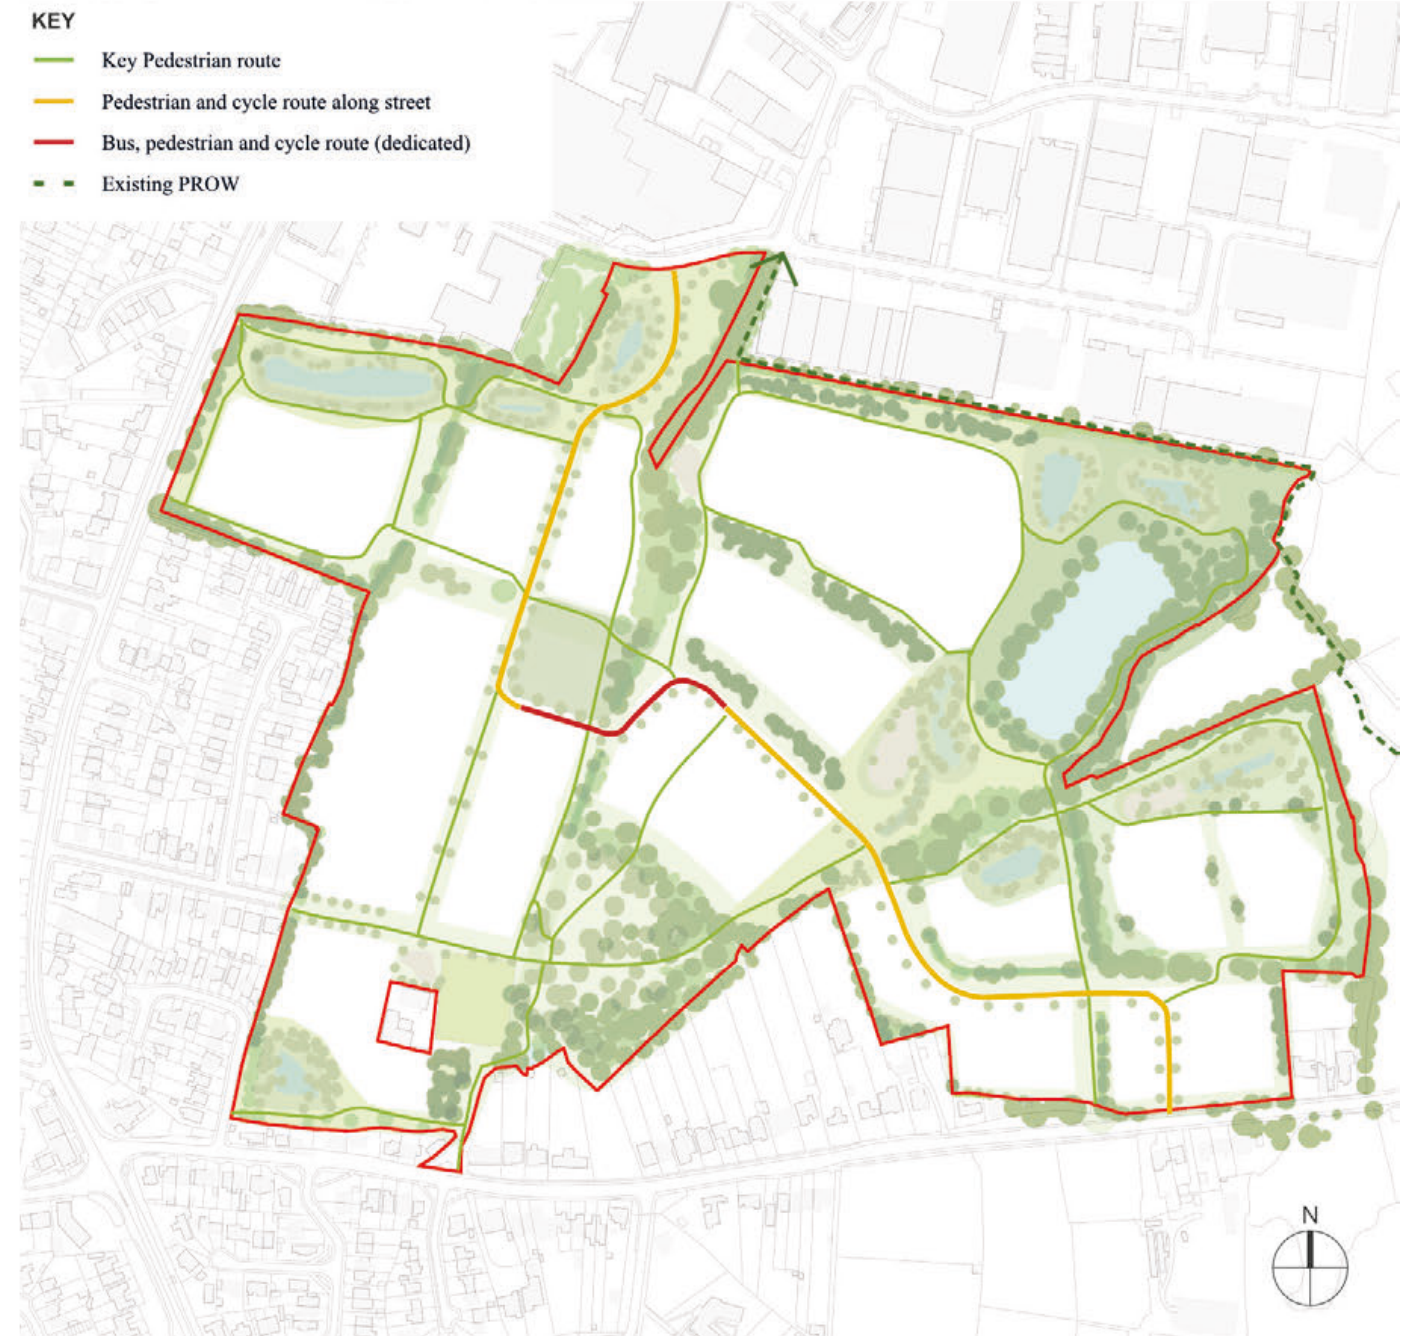 KEY
Key Pedestrian route
Pedestrian and cycle route along street
Bus, pedestrian and cycle route (dedicated)
Existing PROW
N